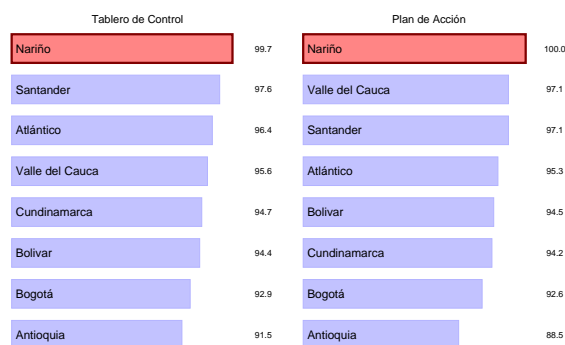 Tablero de Control
Nariño 99.7
Santander 97.6
Atlántico 96.4
Valle del Cauca 95.6
Cundinamarca 94.7
Bolivar 94.4
Bogotá 92.9
Antioquia 91.5
Plan de Acción
Nariño 100.0
Valle del Cauca 97.1
Santander 97.1
Atlántico 95.3
Bolivar 94.5
Cundinamarca 94.2
Bogotá 92.6
Antioquia 88.5